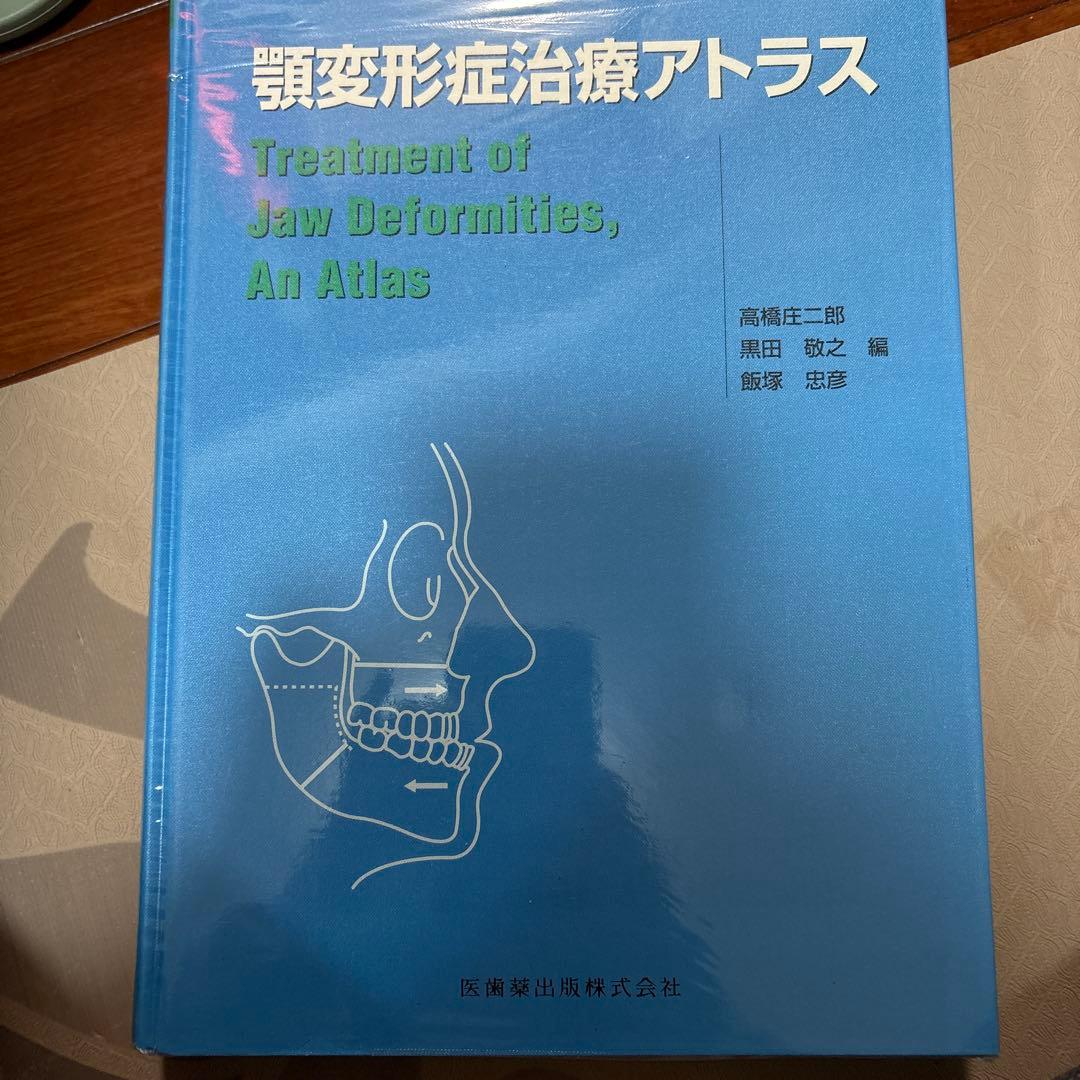 顎変形症治療アトラス
Treatment of
Jaw Deformities,
An Atlas
高橋庄二郎
黒田 敬之 編
飯塚 忠彦
医歯薬出版株式会社